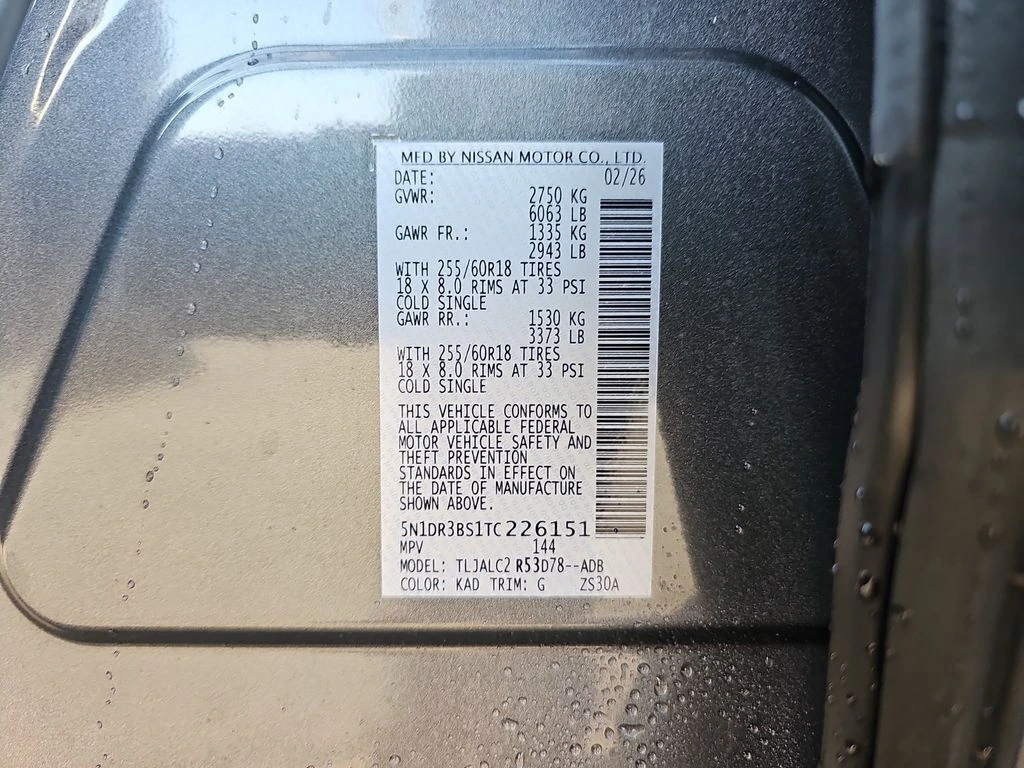 MFD BY NISSAN MOTOR CO., LTD.
DATE: 02/26
GVWR: 2750 KG
6063 LB
GAWR FR.: 1335 KG
2943 LB
WITH 255/60R18 TIRES
18 X 8.0 RIMS AT 33 PSI
COLD SINGLE
GAWR RR.: 1530 KG
3373 LB
WITH 255/60R18 TIRES
18 X 8.0 RIMS AT 33 PSI
COLD SINGLE
THIS VEHICLE CONFORMS TO
ALL APPLICABLE FEDERAL
MOTOR VEHICLE SAFETY AND
THEFT PREVENTION
STANDARDS IN EFFECT ON
THE DATE OF MANUFACTURE
SHOWN ABOVE.
5N1DR3BS1TC226151
MPV 144
MODEL: TLJALC2 R53D78--ADB
COLOR: KAD TRIM: G ZS30A